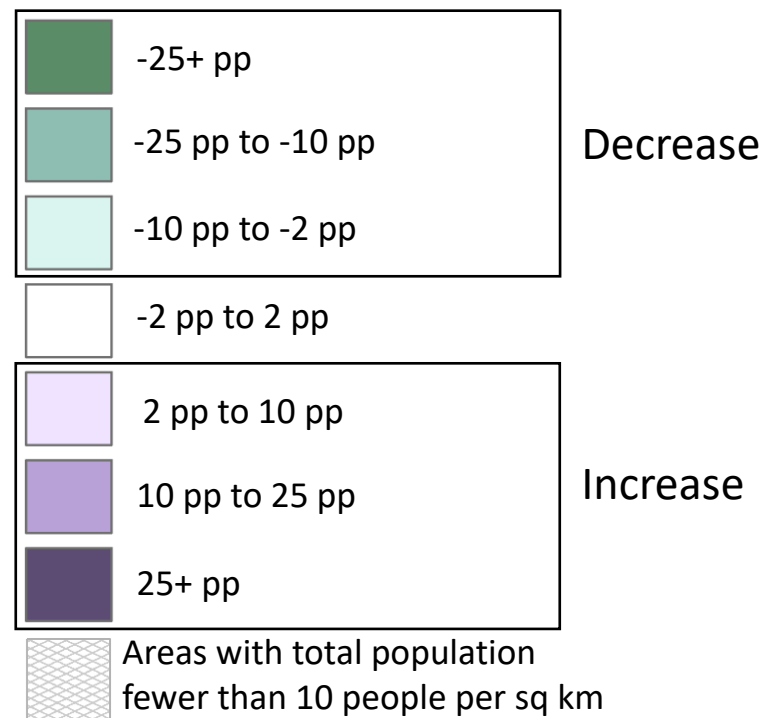 -25+ pp
-25 pp to -10 pp
Decrease
-10 pp to -2 pp
-2 pp to 2 pp
2 pp to 10 pp
10 pp to 25 pp
Increase
25+ pp
Areas with total population
fewer than 10 people per sq km